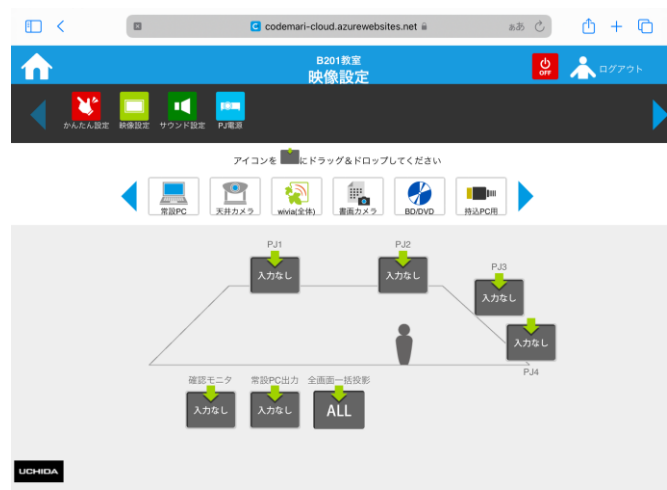 codemari-cloud.azurewebsites.net
ああ
B201教室
映像設定
OFF
ログアウト
かんたん設定
映像設定
サウンド設定
PJ電源
アイコンを にドラッグ&ドロップしてください
常設PC
天井カメラ
wivia(全体)
書画カメラ
BD/DVD
持込PC用
PJ1
PJ2
入力なし
入力なし
PJ3
入力なし
入力なし
PJ4
確認モニタ
常設PC出力
全画面一括投影
入力なし
入力なし
ALL
UCHIDA